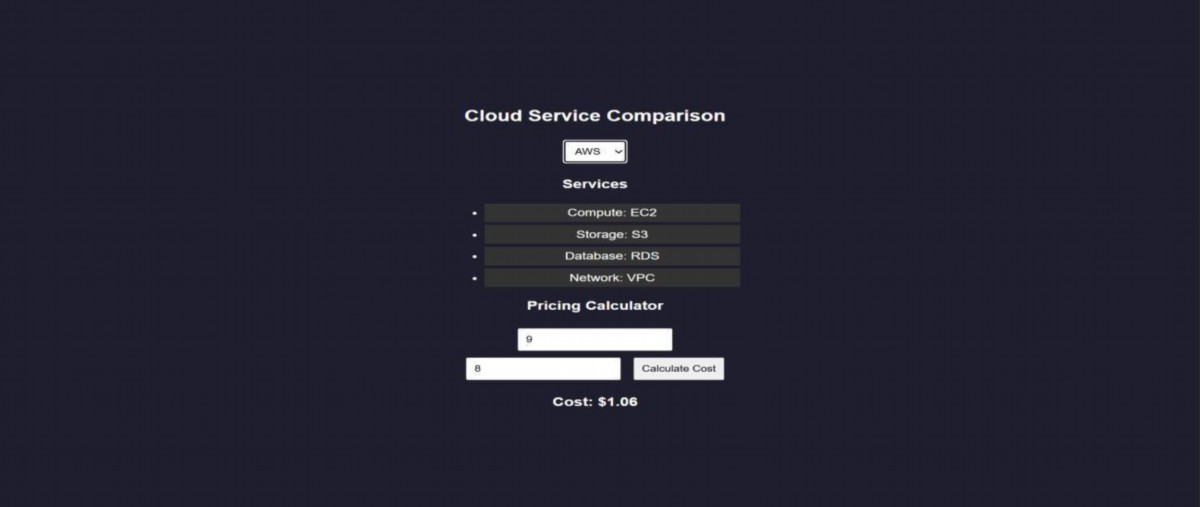 Cloud Service Comparison
AWS
Services
Compute: EC2
Storage: S3
Database: RDS
Network: VPC
Pricing Calculator
9
8 Calculate Cost
Cost: $1.06